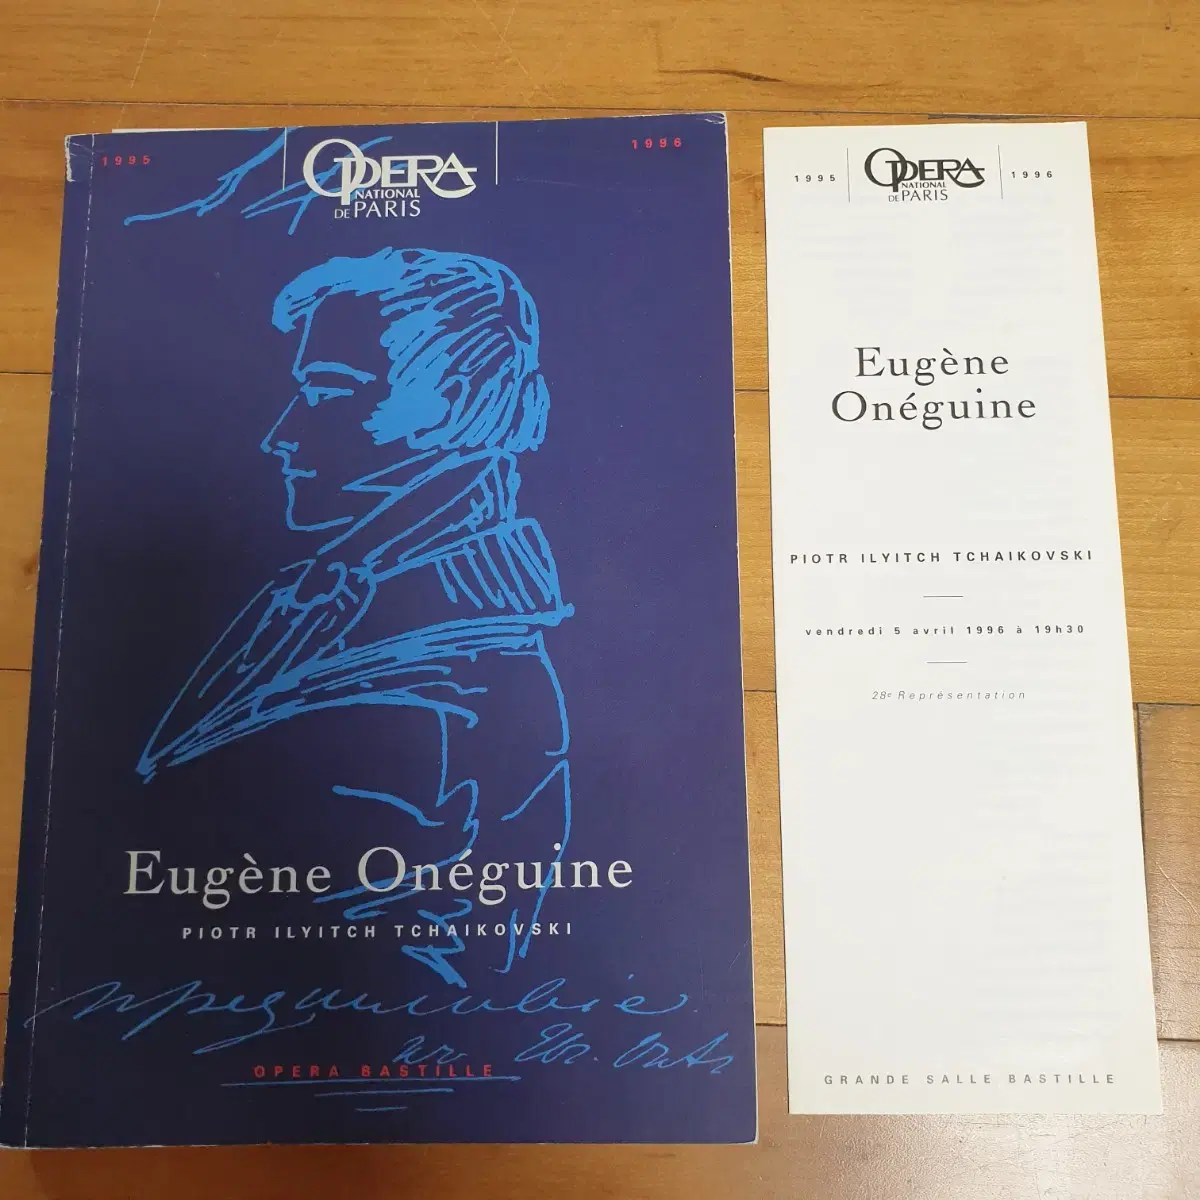 1995
1996
OPERA
NATIONAL
DE PARIS
Eugène Onéguine
PIOTR ILYITCH TCHAIKOVSKI
OPERA BASTILLE
1995
1996
OPERA
NATIONAL
DE PARIS
Eugène
Onéguine
PIOTR ILYITCH TCHAIKOVSKI
vendredi 5 avril 1996 à 19h30
28e Représentation
GRANDE SALLE BASTILLE